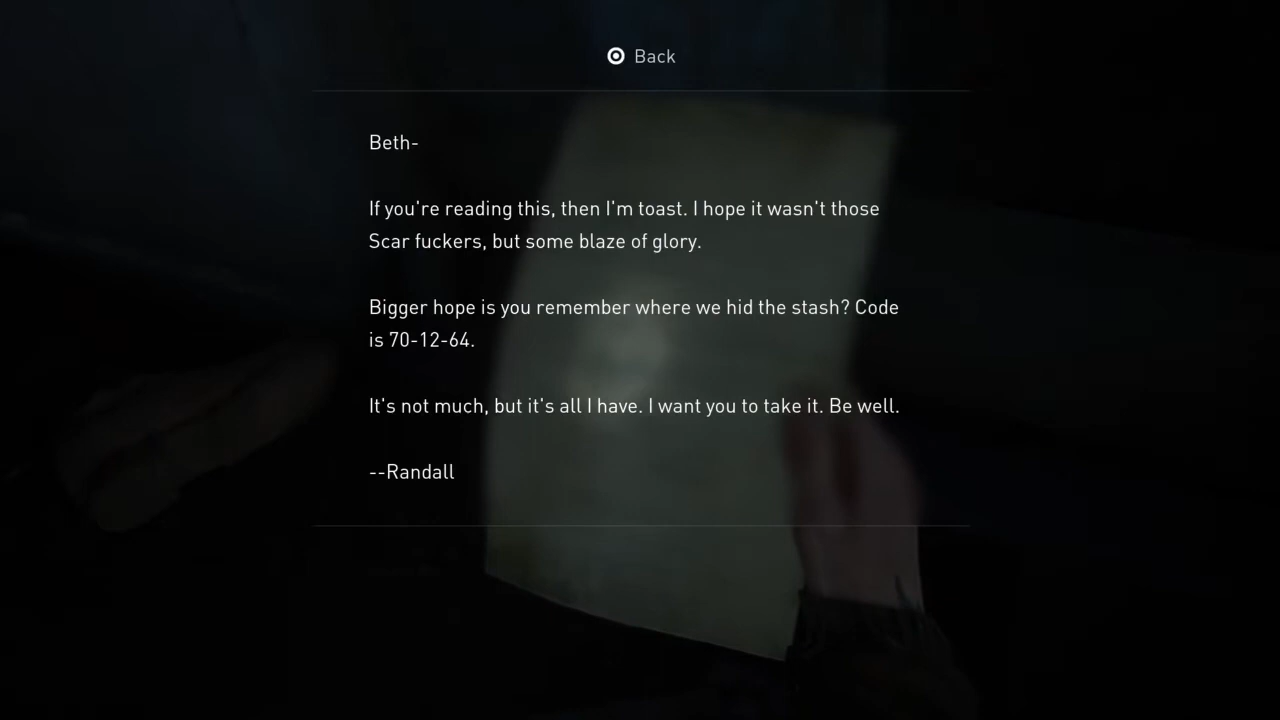 Back
Beth-
If you're reading this, then I'm toast. I hope it wasn't those
Scar fuckers, but some blaze of glory.
Bigger hope is you remember where we hid the stash? Code
is 70-12-64.
It's not much, but it's all I have. I want you to take it. Be well.
--Randall